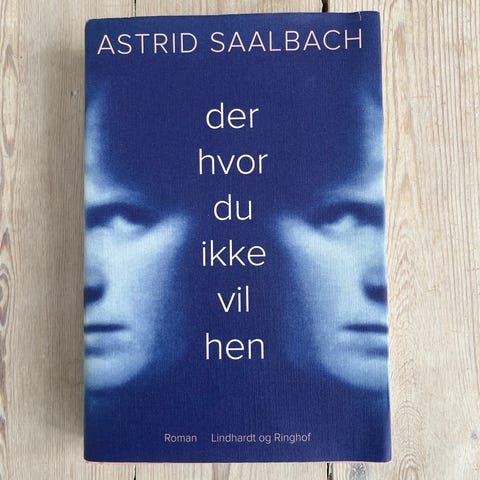 ASTRID SAALBACH
der
hvor
du
ikke
vil
hen
Roman Lindhardt og Ringhof